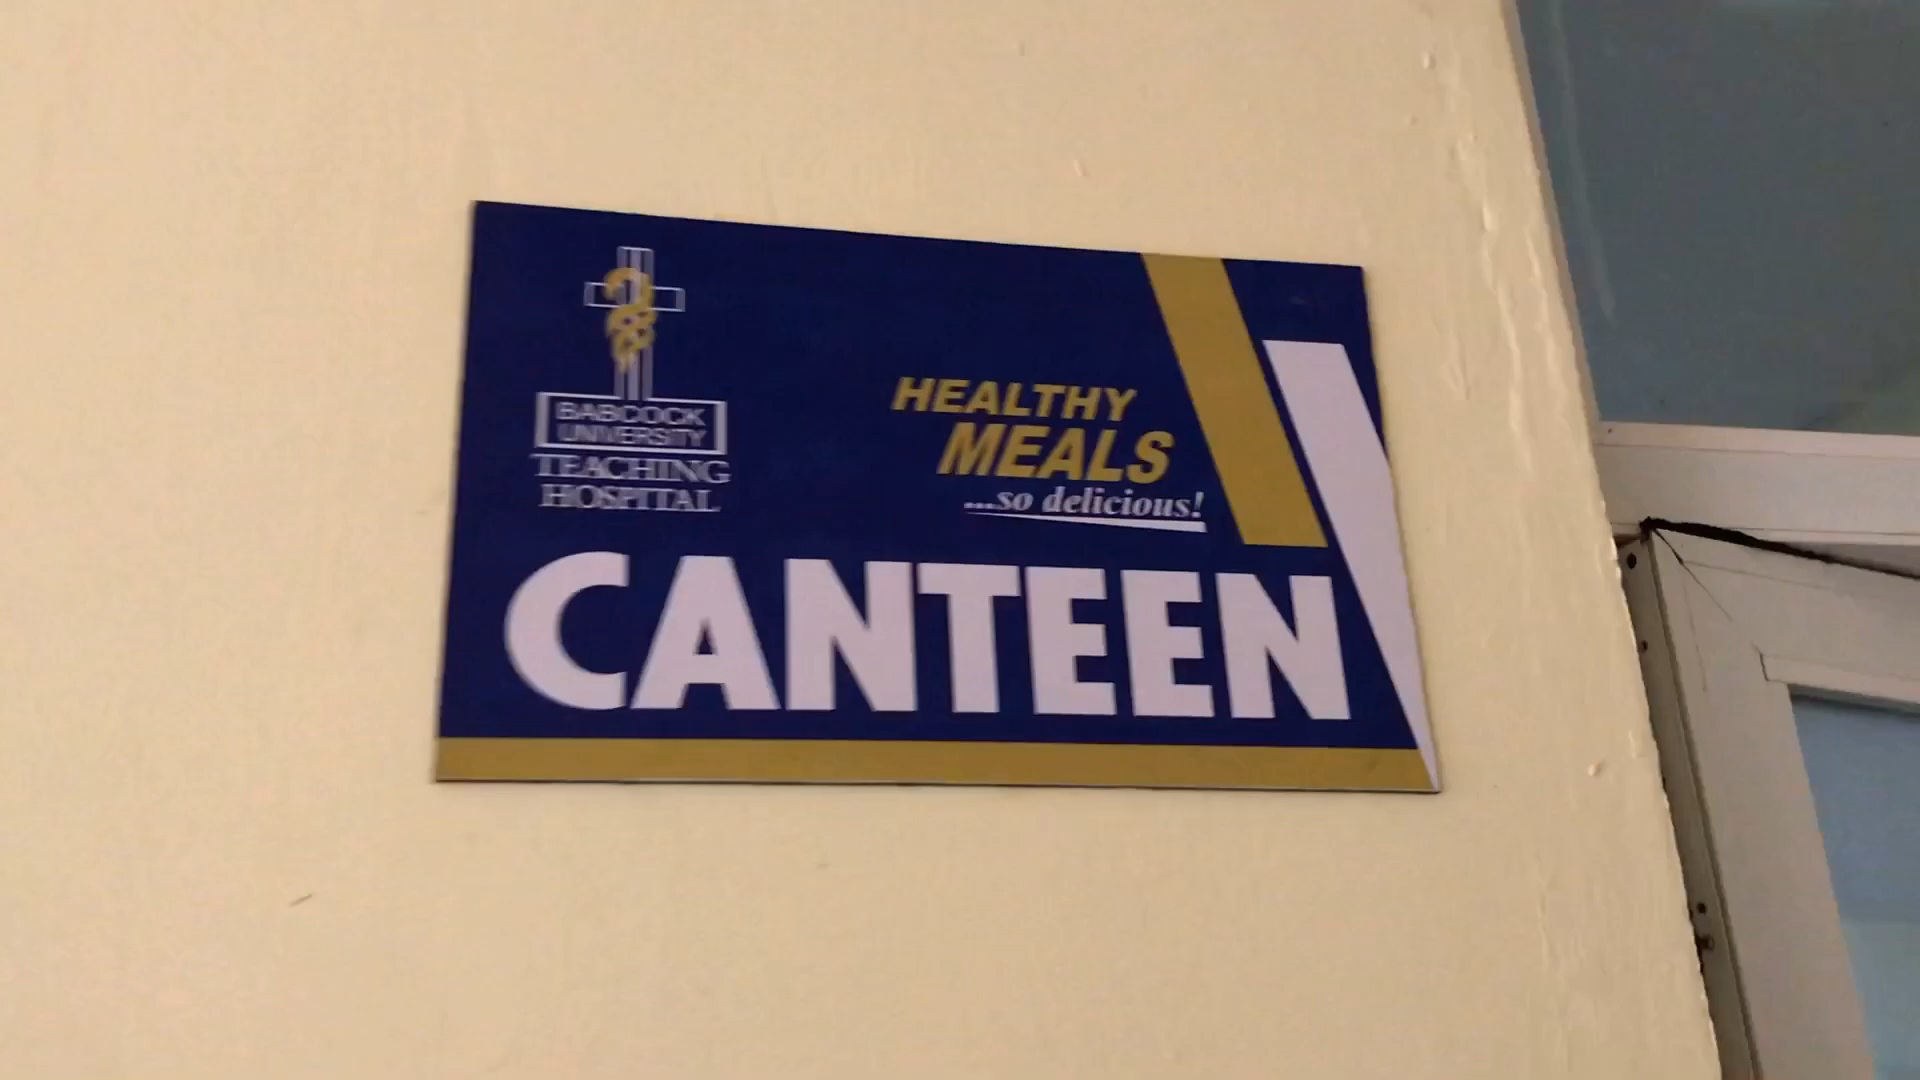 BABCOCK
UNIVERSITY
TEACHING
HOSPITAL
HEALTHY
MEALS
...so delicious!
CANTEEN